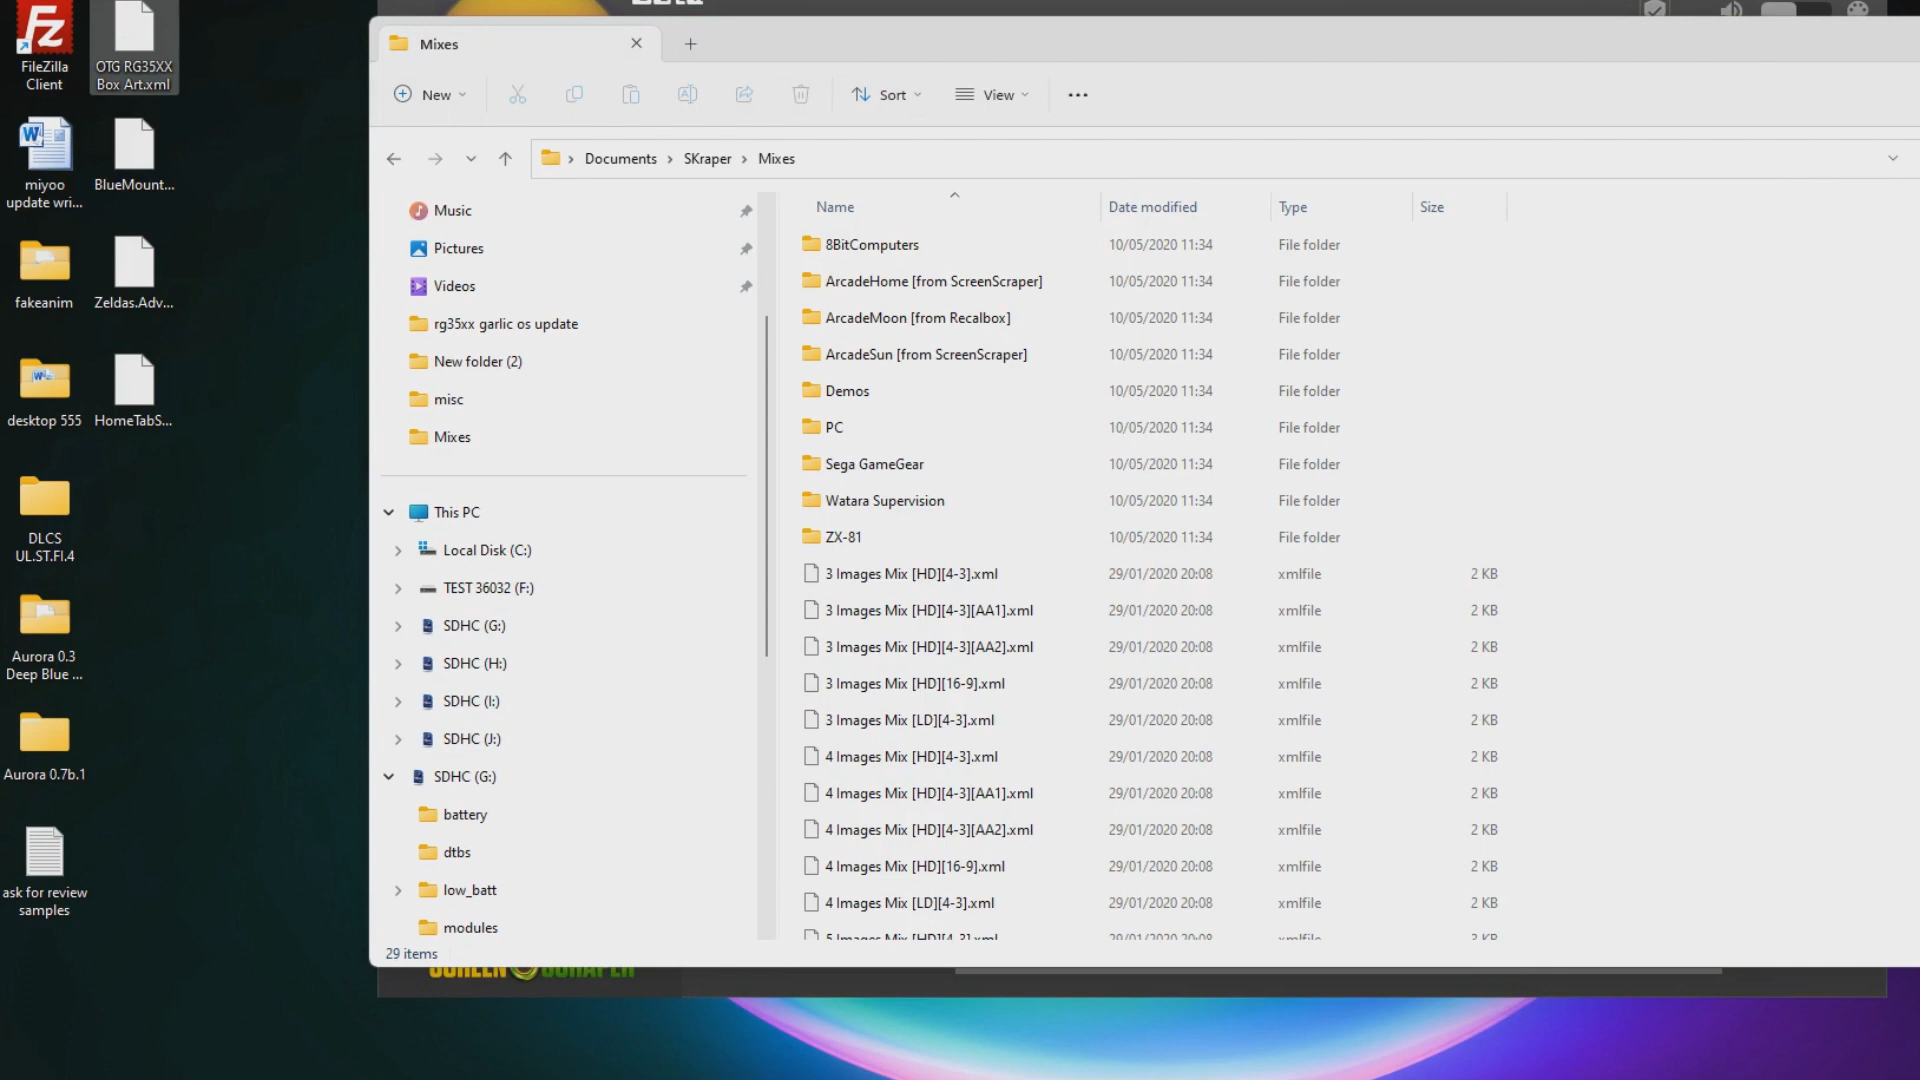 FileZilla
Client
OTG RG35XX
Box Art.xml
miyoo
update wri...
BlueMount...
fakeanim
Zeldas.Adv...
desktop 555
HomeTabS...
DLCS
UL.ST.FI.4
Aurora 0.3
Deep Blue ...
Aurora 0.7b.1
ask for review
samples
Mixes
New
Sort
View
Documents > SKraper > Mixes
Music
Pictures
Videos
rg35xx garlic os update
New folder (2)
misc
Mixes
This PC
Local Disk (C:)
TEST 36032 (F:)
SDHC (G:)
SDHC (H:)
SDHC (I:)
SDHC (J:)
SDHC (G:)
battery
dtbs
low_batt
modules
Name Date modified Type Size
8BitComputers 10/05/2020 11:34 File folder
ArcadeHome [from ScreenScraper] 10/05/2020 11:34 File folder
ArcadeMoon [from Recalbox] 10/05/2020 11:34 File folder
ArcadeSun [from ScreenScraper] 10/05/2020 11:34 File folder
Demos 10/05/2020 11:34 File folder
PC 10/05/2020 11:34 File folder
Sega GameGear 10/05/2020 11:34 File folder
Watara Supervision 10/05/2020 11:34 File folder
ZX-81 10/05/2020 11:34 File folder
3 Images Mix [HD][4-3].xml 29/01/2020 20:08 xmlfile 2 KB
3 Images Mix [HD][4-3][AA1].xml 29/01/2020 20:08 xmlfile 2 KB
3 Images Mix [HD][4-3][AA2].xml 29/01/2020 20:08 xmlfile 2 KB
3 Images Mix [HD][16-9].xml 29/01/2020 20:08 xmlfile 2 KB
3 Images Mix [LD][4-3].xml 29/01/2020 20:08 xmlfile 2 KB
4 Images Mix [HD][4-3].xml 29/01/2020 20:08 xmlfile 2 KB
4 Images Mix [HD][4-3][AA1].xml 29/01/2020 20:08 xmlfile 2 KB
4 Images Mix [HD][4-3][AA2].xml 29/01/2020 20:08 xmlfile 2 KB
4 Images Mix [HD][16-9].xml 29/01/2020 20:08 xmlfile 2 KB
4 Images Mix [LD][4-3].xml 29/01/2020 20:08 xmlfile 2 KB
5 Images Mix [HD][4-3].xml 29/01/2020 20:08 xmlfile
29 items